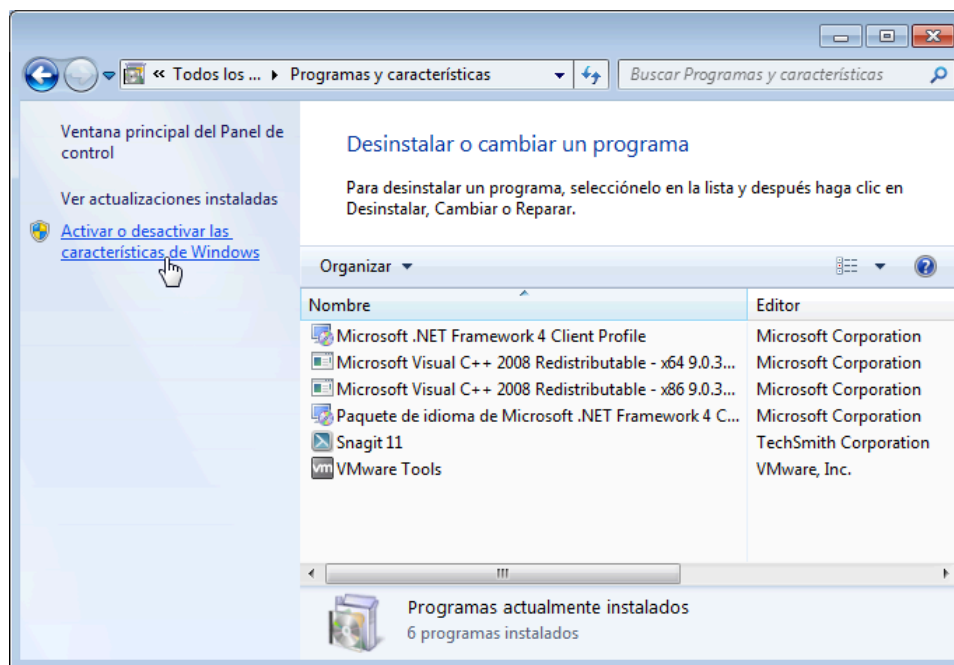 « Todos los ... ▸ Programas y características
Buscar Programas y características
Ventana principal del Panel de
control
Ver actualizaciones instaladas
Activar o desactivar las
características de Windows
Desinstalar o cambiar un programa
Para desinstalar un programa, selecciónelo en la lista y después haga clic en
Desinstalar, Cambiar o Reparar.
Organizar
Nombre Editor
Microsoft .NET Framework 4 Client Profile Microsoft Corporation
Microsoft Visual C++ 2008 Redistributable - x64 9.0.3... Microsoft Corporation
Microsoft Visual C++ 2008 Redistributable - x86 9.0.3... Microsoft Corporation
Paquete de idioma de Microsoft .NET Framework 4 C... Microsoft Corporation
Snagit 11 TechSmith Corporation
vm VMware Tools VMware, Inc.
Programas actualmente instalados
6 programas instalados